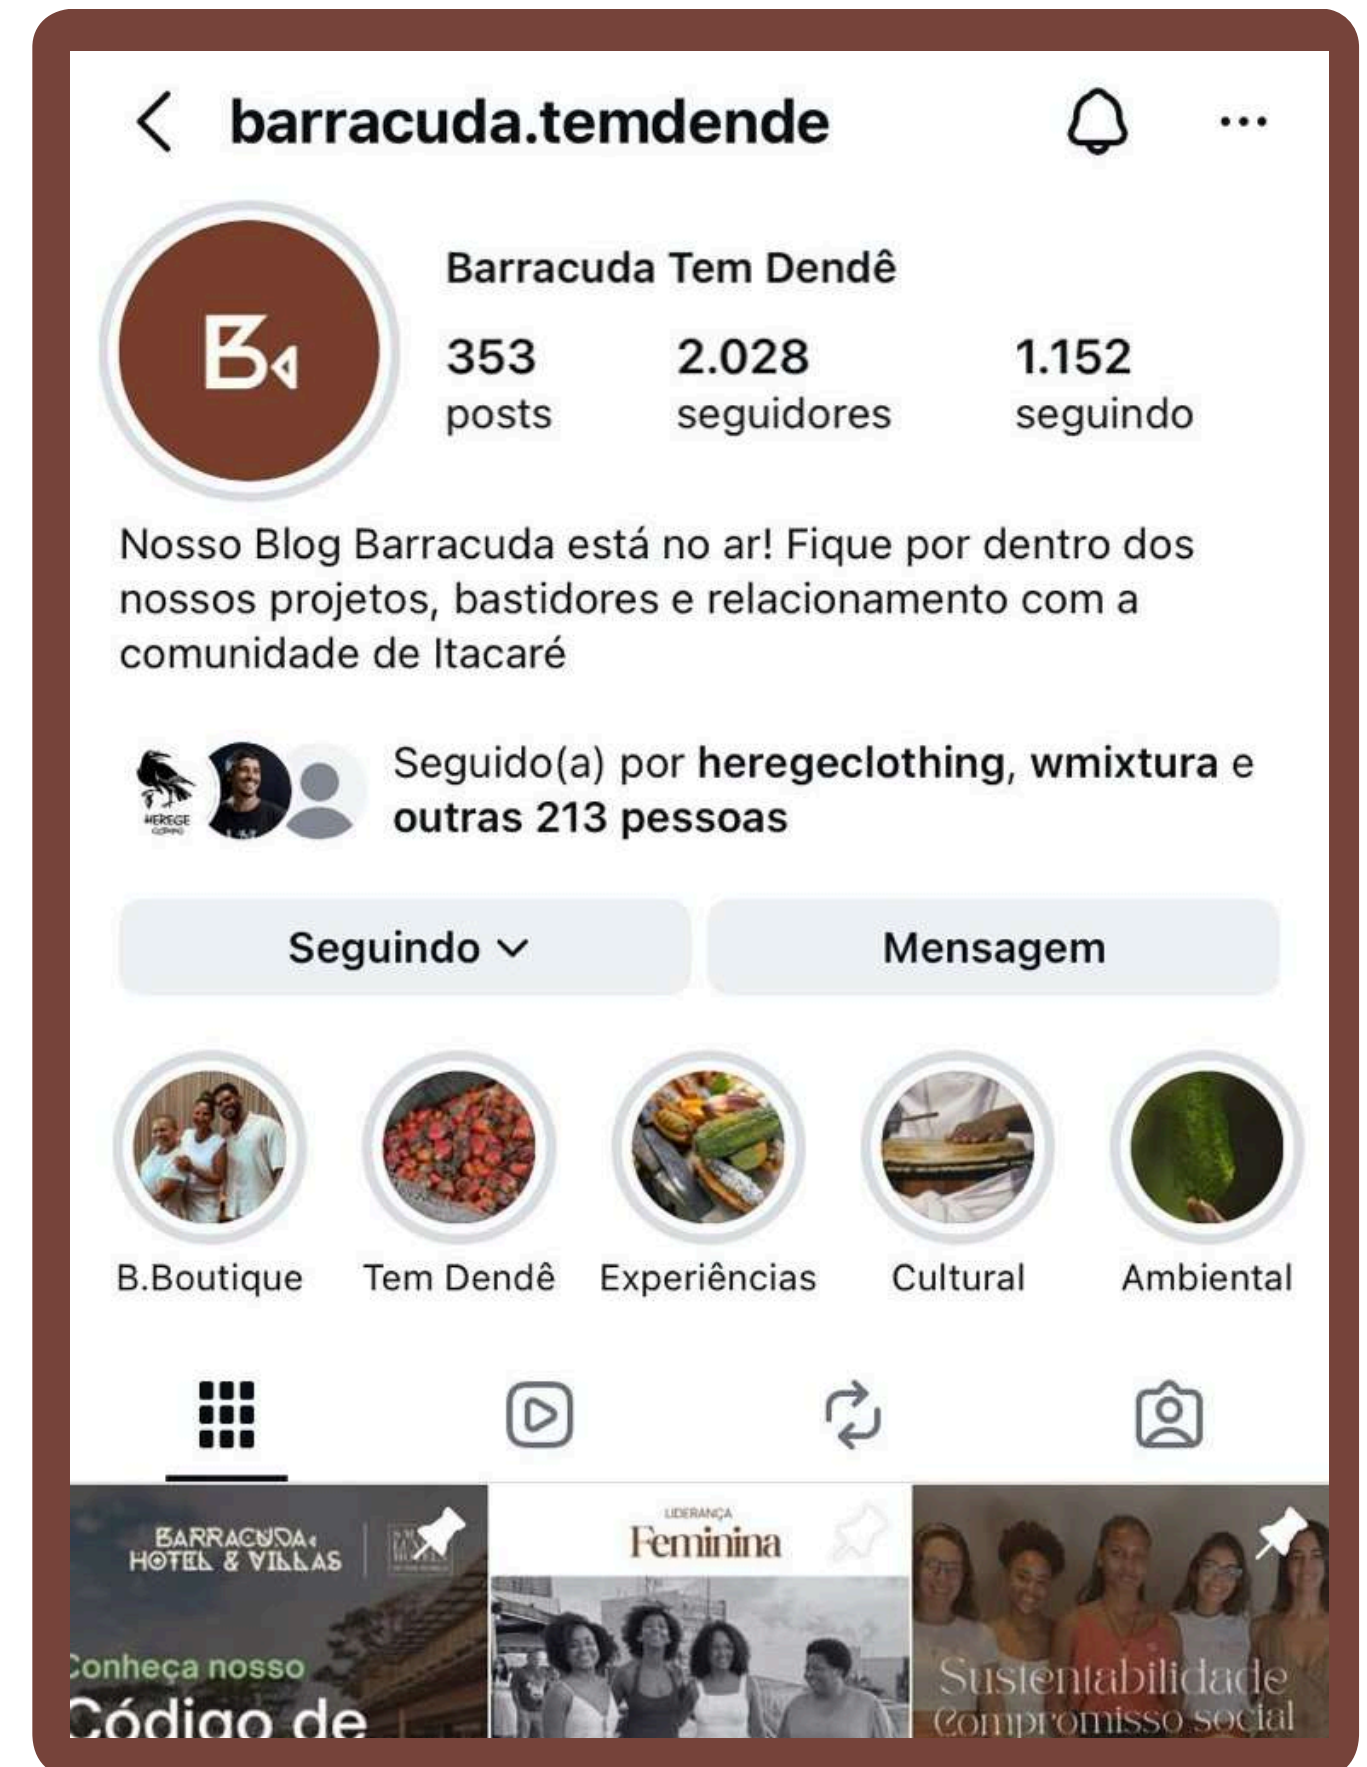 barracuda.temdende
Barracuda Tem Dendê
353
2.028
1.152
posts
seguidores
seguindo
Nosso Blog Barracuda está no ar! Fique por dentro dos
nossos projetos, bastidores e relacionamento com a
comunidade de Itacaré
HEREGE
CLOTHING
Seguido(a) por heregeclothing, wmixtura e
outras 213 pessoas
Seguindo
Mensagem
B.Boutique
Tem Dendê
Experiências
Cultural
Ambiental
BARRACUDA
HOTEL & VILLAS
Conheça nosso
Código de
LIDERANÇA
Feminina
Sustentabilidade
Compromisso social